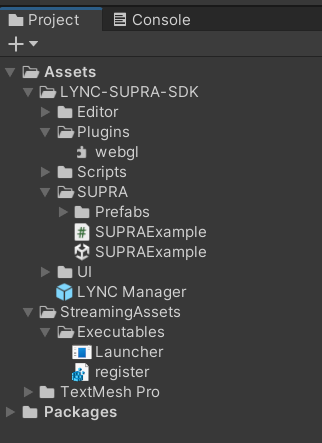 Project Console
Assets
LYNC-SUPRA-SDK
Editor
Plugins
webgl
Scripts
SUPRA
Prefabs
SUPRAExample
SUPRAExample
UI
LYNC Manager
StreamingAssets
Executables
Launcher
register
TextMesh Pro
Packages